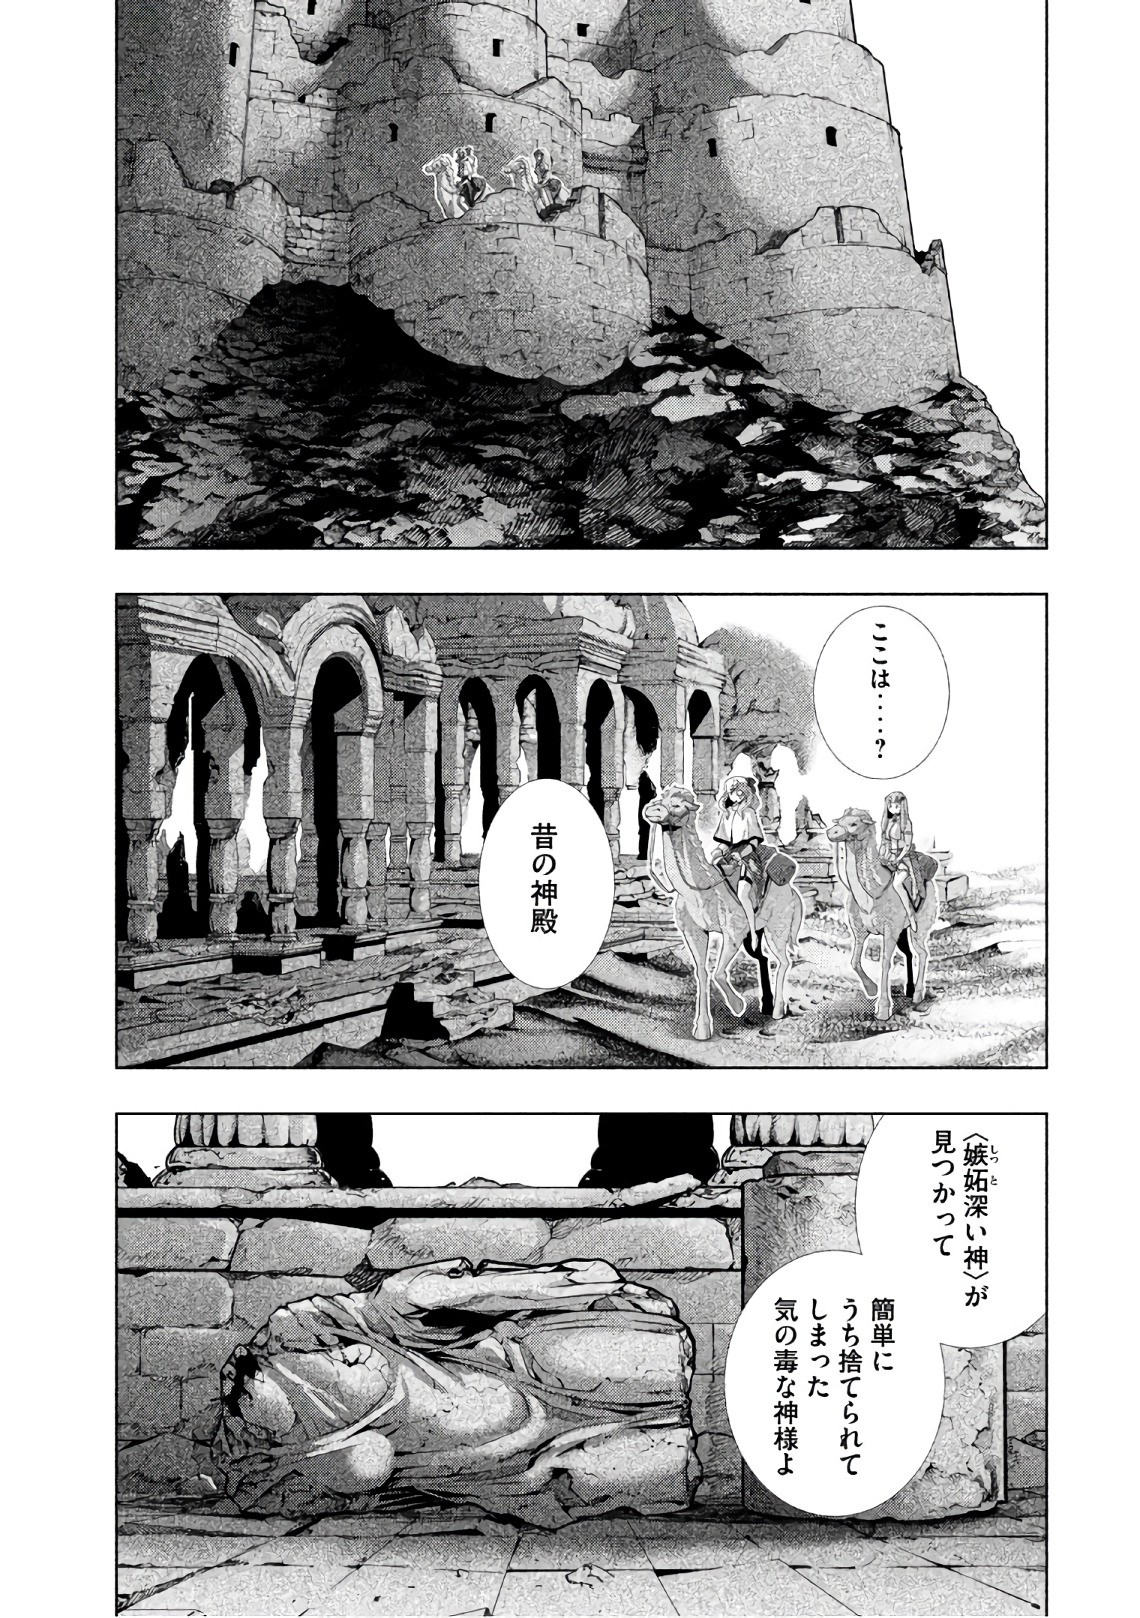 ここは‥‥‥?
昔の神殿
〈嫉妬深い神〉が
見つかって
簡単に
うち捨てられて
しまった
気の毒な神様よ